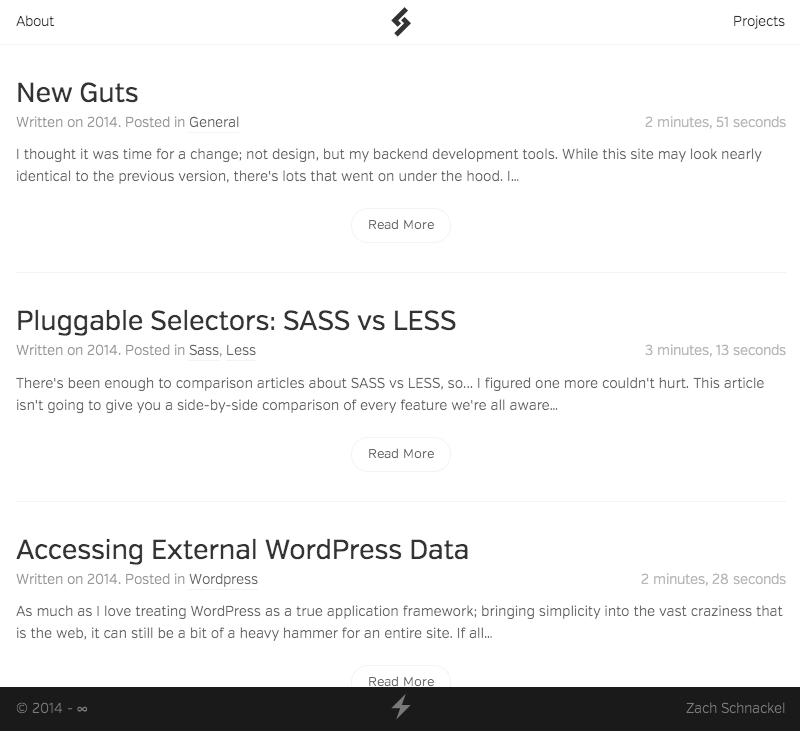 About
Projects
New Guts
Written on 2014. Posted in General
2 minutes, 51 seconds
I thought it was time for a change; not design, but my backend development tools. While this site may look nearly
identical to the previous version, there's lots that went on under the hood. I...
Read More
Pluggable Selectors: SASS vs LESS
Written on 2014. Posted in Sass, Less
3 minutes, 13 seconds
There's been enough to comparison articles about SASS vs LESS, so... I figured one more couldn't hurt. This article
isn't going to give you a side-by-side comparison of every feature we're all aware...
Read More
Accessing External WordPress Data
Written on 2014. Posted in Wordpress
2 minutes, 28 seconds
As much as I love treating WordPress as a true application framework; bringing simplicity into the vast craziness that
is the web, it can still be a bit of a heavy hammer for an entire site. If all...
Read More
© 2014 - ∞
Zach Schnackel